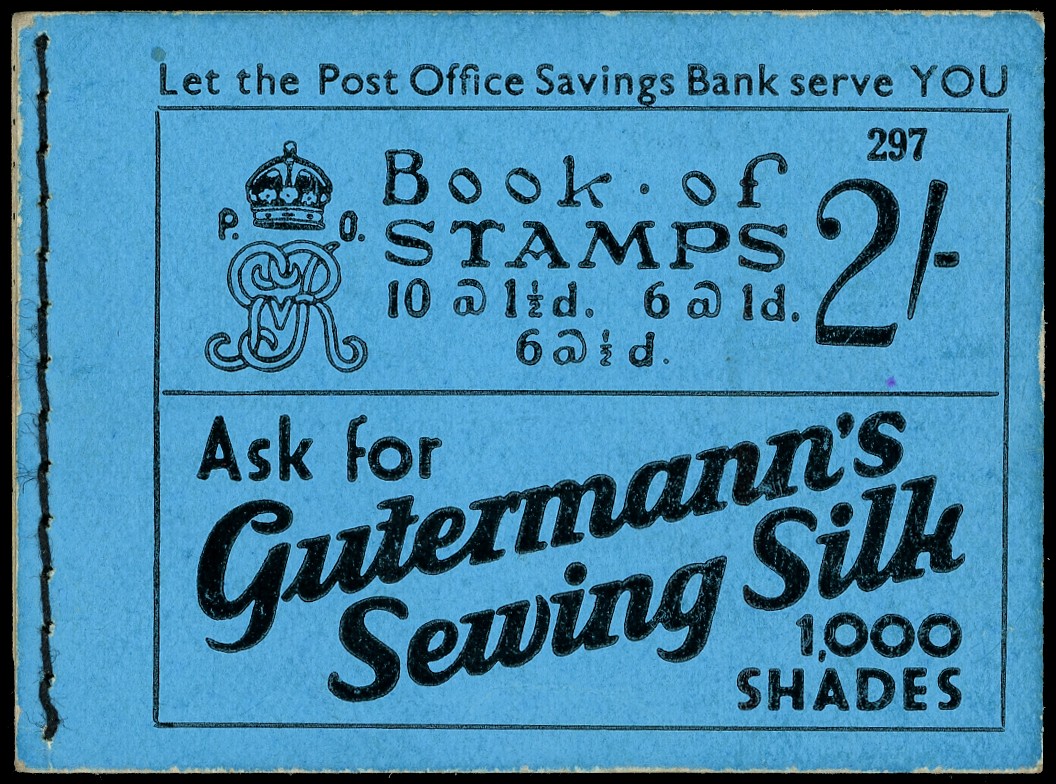 Let the Post Office Savings Bank serve YOU
297
P. O.
Book · of
STAMPS
2/-
10 @ 1½d. 6 @ 1d.
6 @ ½d.
Ask for
Gutermann's
Sewing Silk
1,000
SHADES